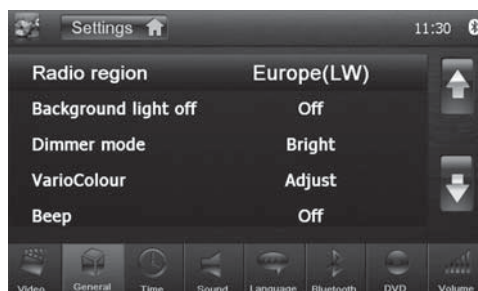 Settings 11:30
Radio region Europe(LW)
Background light off Off
Dimmer mode Bright
VarioColour Adjust
Beep Off
Video General Time Sound Language Bluetooth DVD Volume